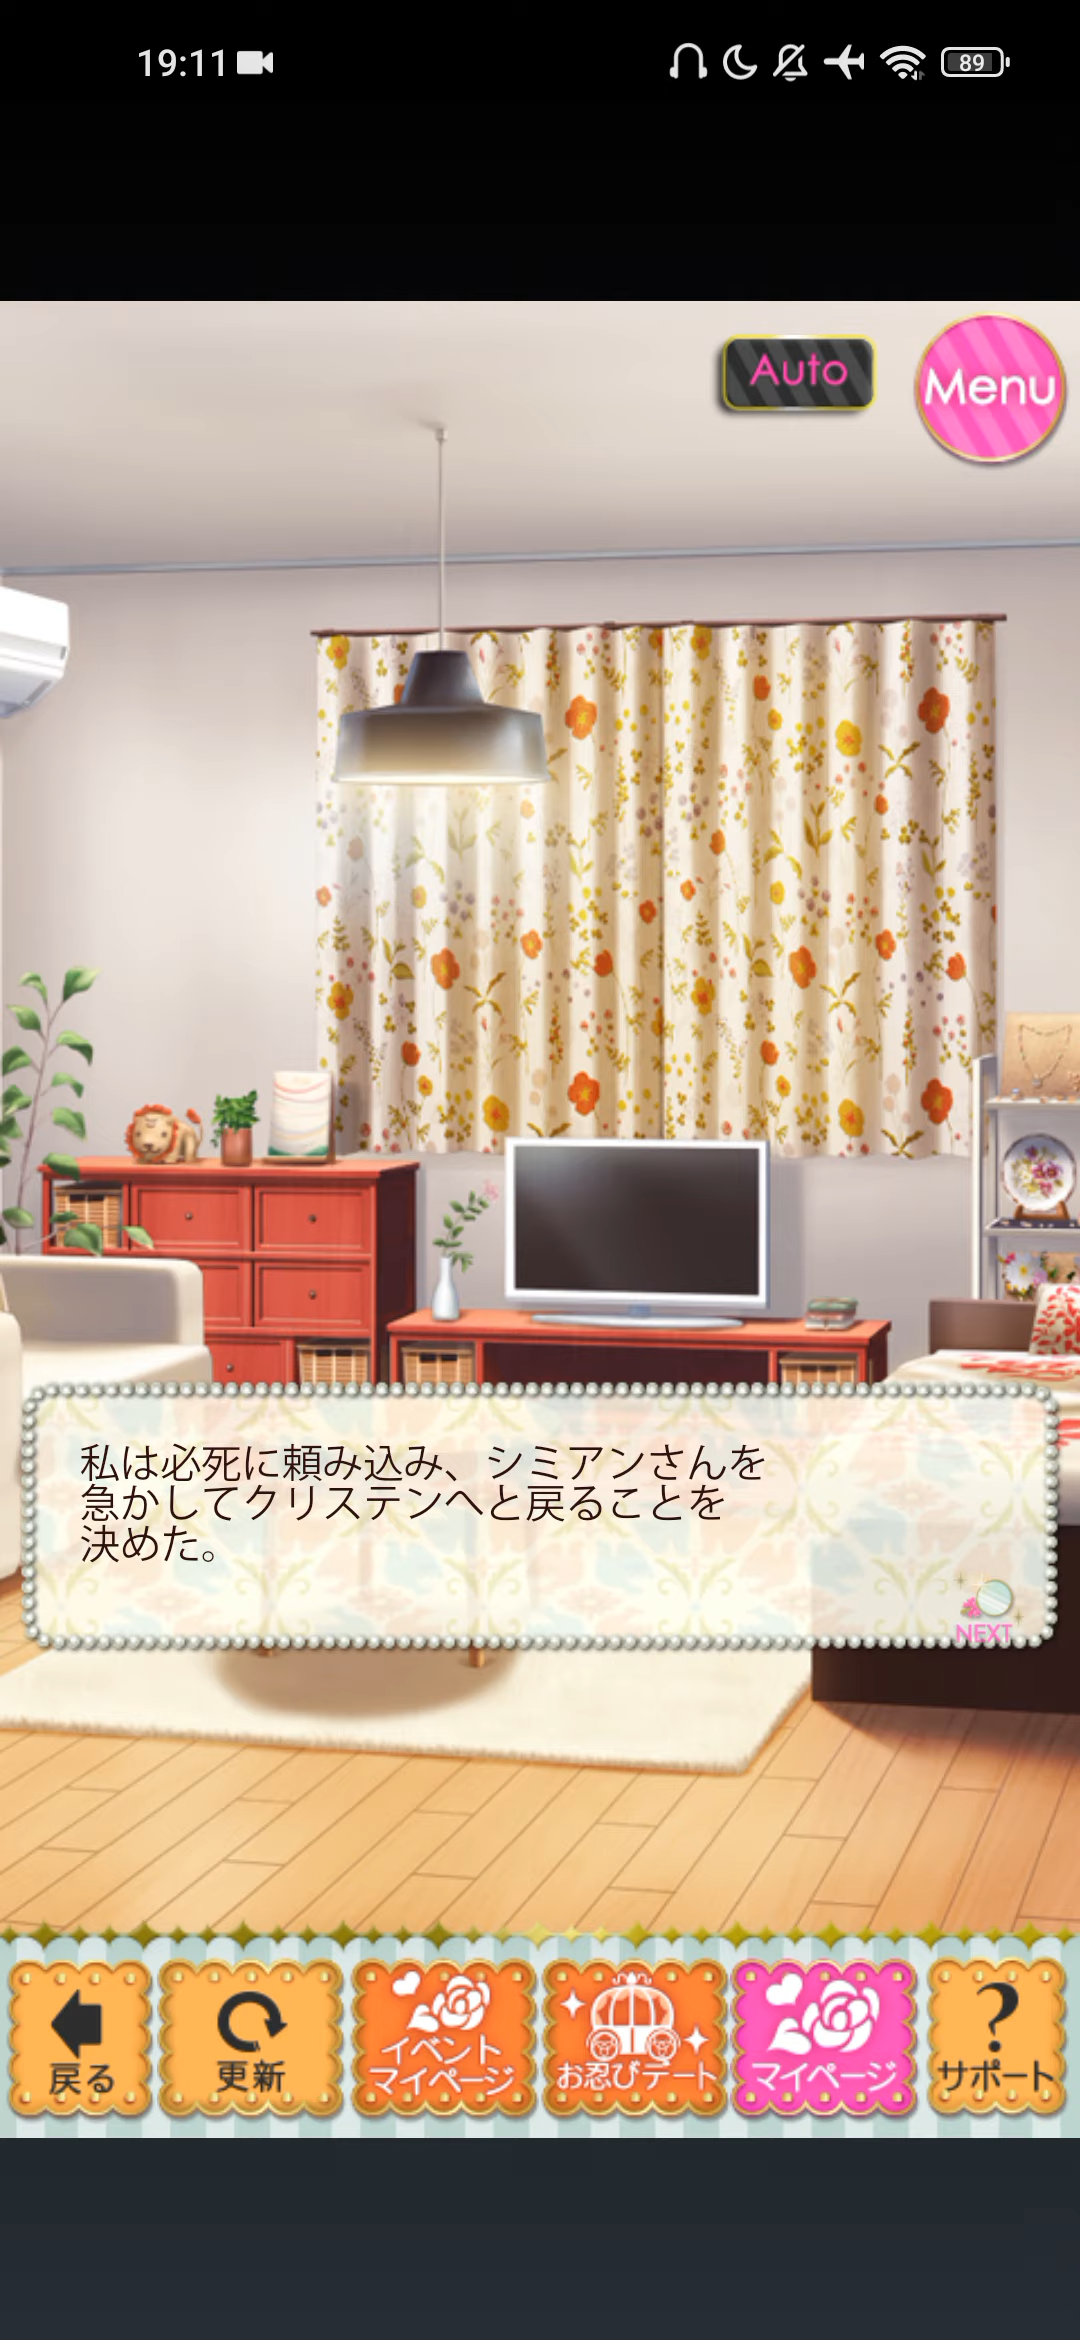 19:11
89
Auto
Menu
私は必死に頼み込み、シミアンさんを
急かしてクリステンへと戻ることを
決めた。
NEXT
戻る
更新
イベント
マイページ
お忍びデート
マイページ
?
サポート